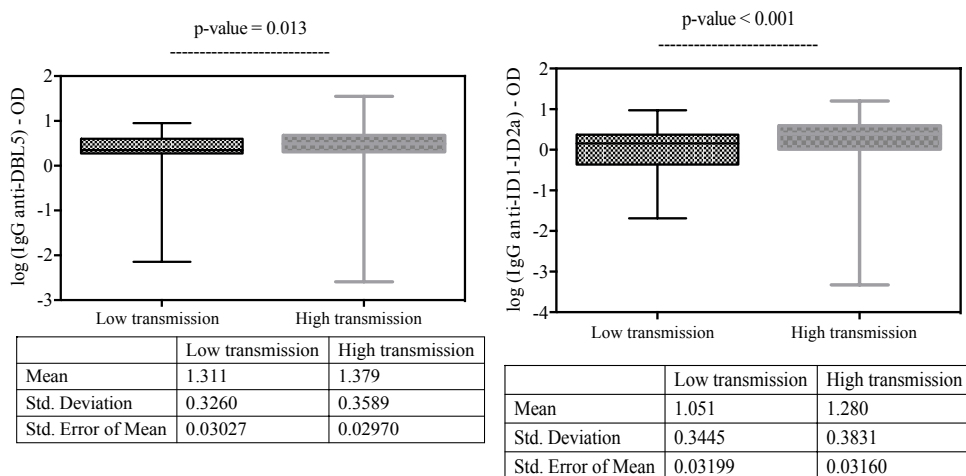 p-value = 0.013
log (IgG anti-DBL5) - OD
2
1
0
-1
-2
-3
Low transmission High transmission
Low transmission High transmission
Mean 1.311 1.379
Std. Deviation 0.3260 0.3589
Std. Error of Mean 0.03027 0.02970
p-value < 0.001
log (IgG anti-ID1-ID2a) - OD
2
1
0
-1
-2
-3
-4
Low transmission High transmission
Low transmission High transmission
Mean 1.051 1.280
Std. Deviation 0.3445 0.3831
Std. Error of Mean 0.03199 0.03160